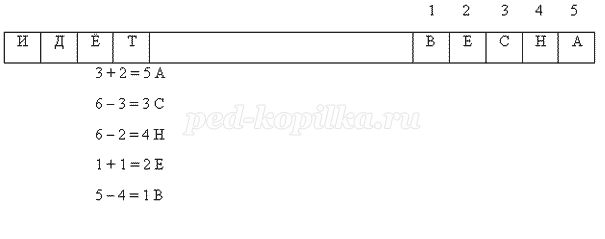 1 2 3 4 5
И Д Ё Т В Е С Н А
3 + 2 = 5 А
6 – 3 = 3 С
ped-kopilka.ru
6 – 2 = 4 Н
1 + 1 = 2 Е
5 – 4 = 1 В